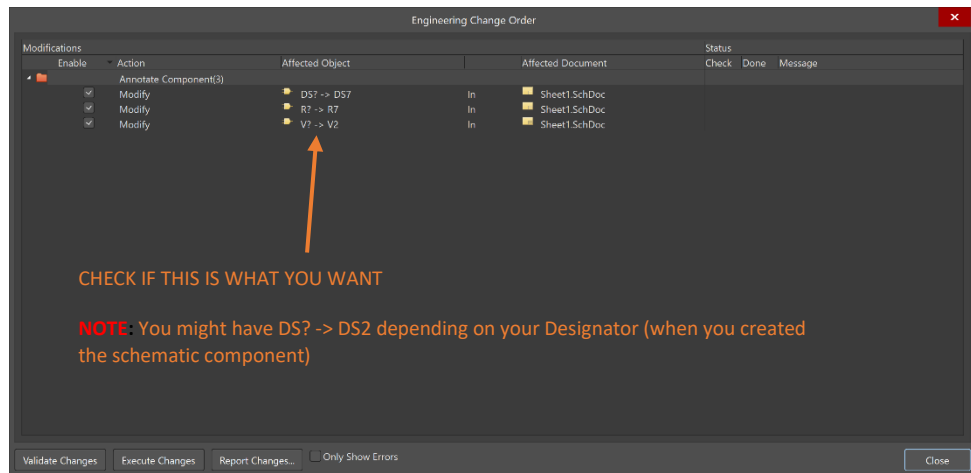 Engineering Change Order
Modifications Status
Enable Action Affected Object Affected Document Check Done Message
Annotate Component(3)
Modify DS? -> DS7 In Sheet1.SchDoc
Modify R? -> R7 In Sheet1.SchDoc
Modify V? -> V2 In Sheet1.SchDoc
CHECK IF THIS IS WHAT YOU WANT
NOTE: You might have DS? -> DS2 depending on your Designator (when you created
the schematic component)
Validate Changes Execute Changes Report Changes... Only Show Errors Close